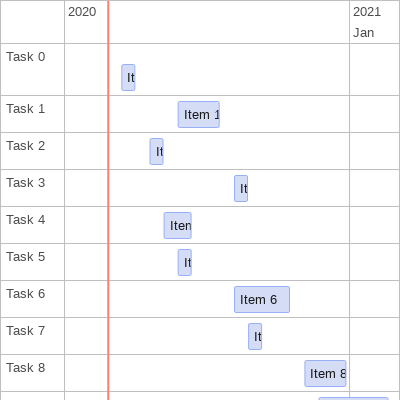 2020 2021
Jan
Task 0
It
Task 1 Item 1
Task 2 It
Task 3 It
Task 4 Item
Task 5 It
Task 6 Item 6
Task 7 It
Task 8 Item 8